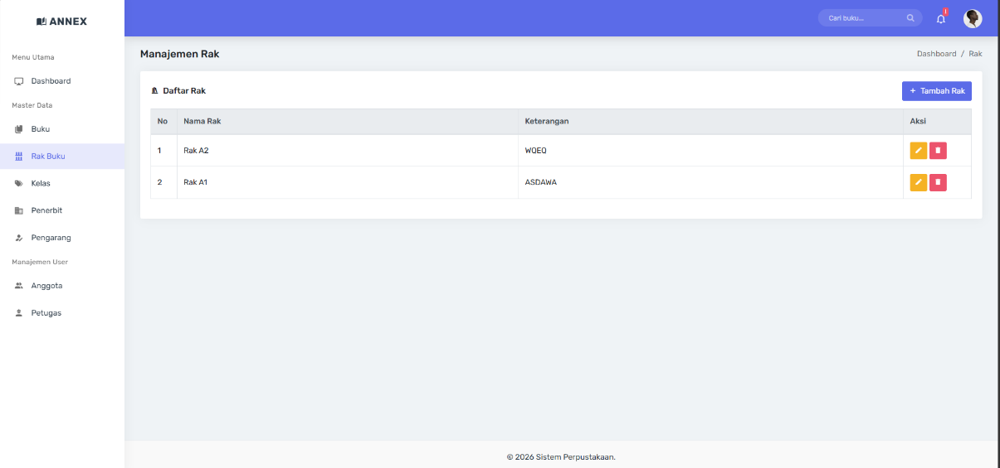 ANNEX
Cari buku...
!
Menu Utama
Dashboard
Master Data
Buku
Rak Buku
Kelas
Penerbit
Pengarang
Manajemen User
Anggota
Petugas
Manajemen Rak
Dashboard / Rak
Daftar Rak
+ Tambah Rak
No Nama Rak Keterangan Aksi
1 Rak A2 WQEQ
2 Rak A1 ASDAWA
© 2026 Sistem Perpustakaan.